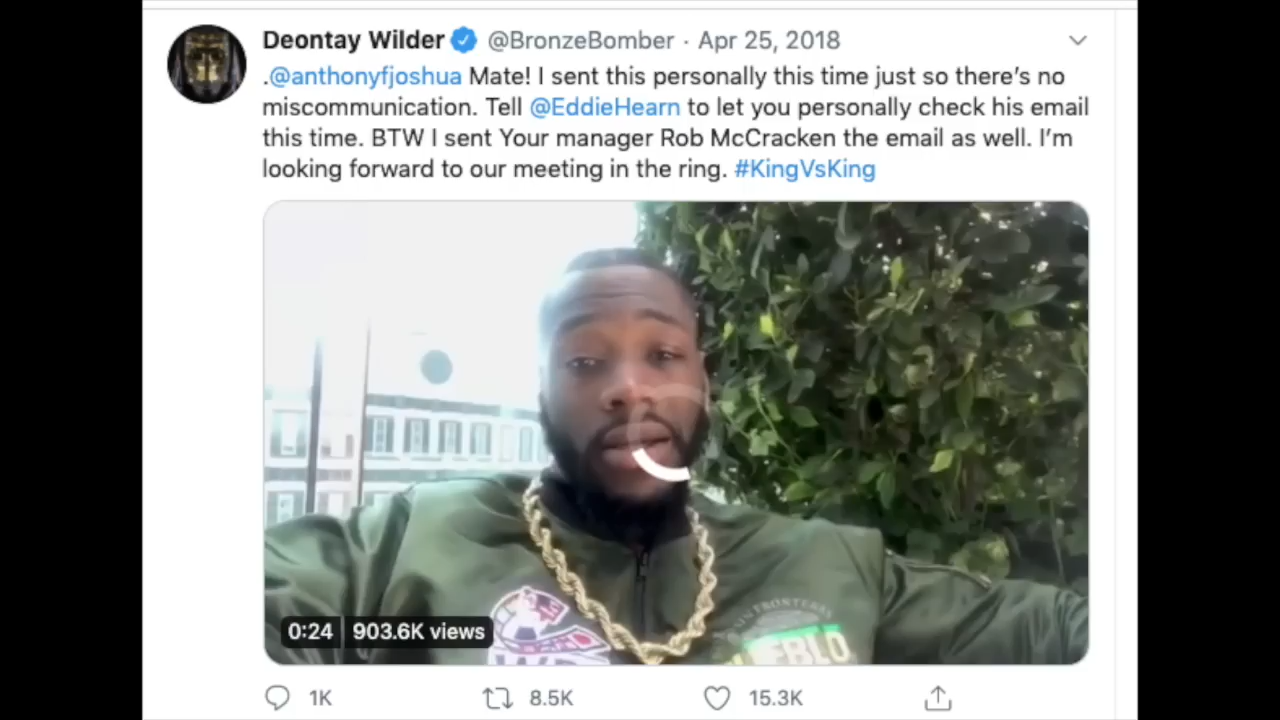 Deontay Wilder @BronzeBomber · Apr 25, 2018
.@anthonyfjoshua Mate! I sent this personally this time just so there's no
miscommunication. Tell @EddieHearn to let you personally check his email
this time. BTW I sent Your manager Rob McCracken the email as well. I'm
looking forward to our meeting in the ring. #KingVsKing
0:24 903.6K views
1K 8.5K 15.3K